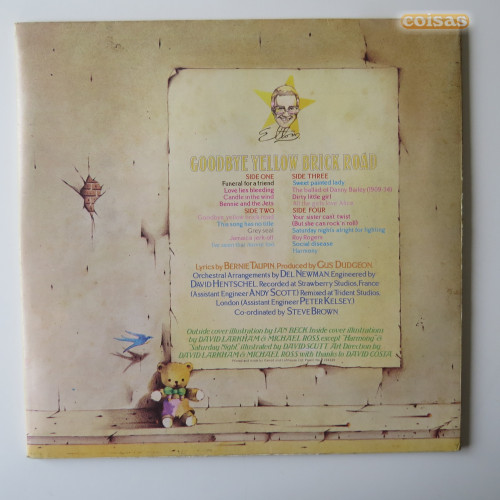 coisas
Elton
GOODBYE YELLOW BRICK ROAD
SIDE ONE
Funeral for a friend
Love lies bleeding
Candle in the wind
Bennie and the Jets
SIDE TWO
Goodbye yellow brick road
This song has no title
Grey seal
Jamaica jerk-off
I've seen that movie too
SIDE THREE
Sweet painted lady
The ballad of Danny Bailey (1909-34)
Dirty little girl
All the girls love Alice
SIDE FOUR
Your sister can't twist
(But she can rock 'n roll)
Saturday nights alright for fighting
Roy Rogers
Social disease
Harmony
Lyrics by BERNIE TAUPIN. Produced by GUS DUDGEON
Orchestral Arrangements by DEL NEWMAN. Engineered by
DAVID HENTSCHEL. Recorded at Strawberry Studios, France
(Assistant Engineer ANDY SCOTT) Remixed at Trident Studios,
London (Assistant Engineer PETER KELSEY)
Co-ordinated by STEVE BROWN
Outside cover illustration by IAN BECK Inside cover illustrations
by DAVID LARKHAM & MICHAEL ROSS except "Harmony" &
"Saturday Night" illustrated by DAVID SCUTT Art Direction by
DAVID LARKHAM & MICHAEL ROSS with thanks to DAVID COSTA